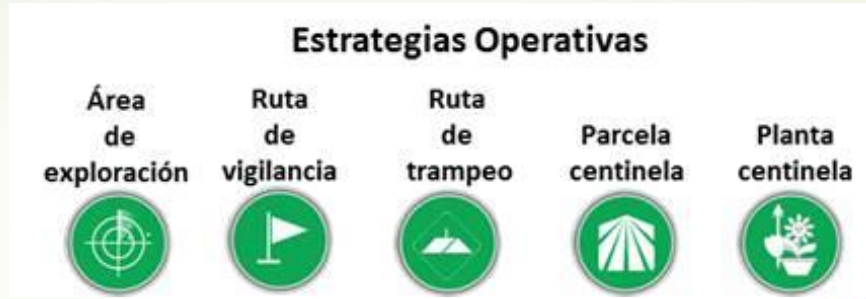 Estrategias Operativas
Área
de
exploración
Ruta
de
vigilancia
Ruta
de
trampeo
Parcela
centinela
Planta
centinela